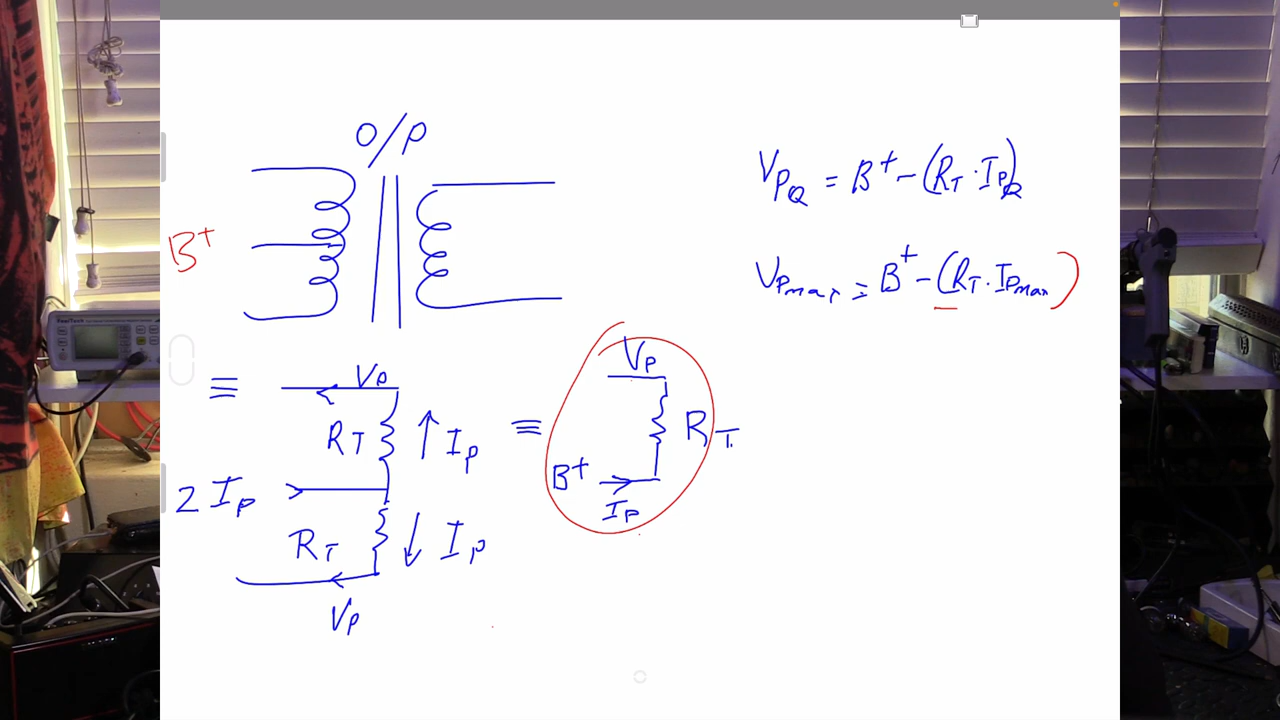 O/P
B+
V_PQ = B+ - (R_T · I_PQ)
V_Pmax = B+ - (R_T · I_Pmax)
≡
V_P
R_T
↑ I_P
2 I_P
R_T
↓ I_P
V_P
≡
V_P
R_T
B+
I_P